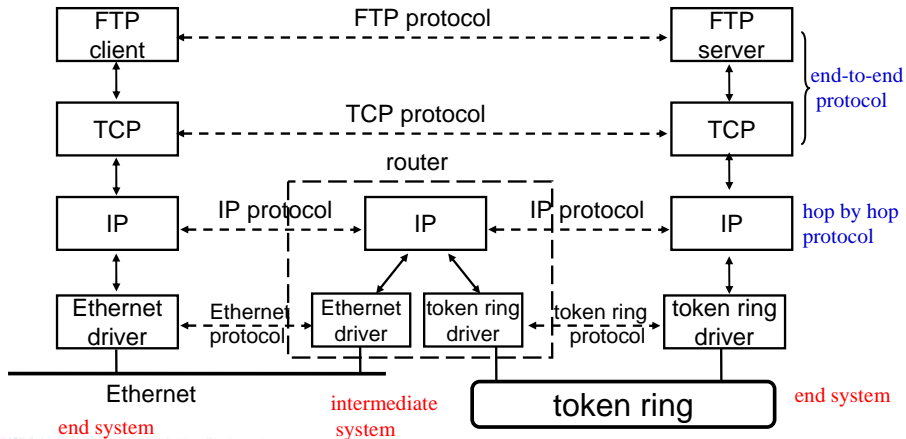 FTP protocol
FTP
client
FTP
server
end-to-end
protocol
TCP protocol
TCP
TCP
router
IP protocol
IP protocol
IP
IP
IP
hop by hop
protocol
Ethernet
driver
Ethernet
protocol
Ethernet
driver
token ring
driver
token ring
protocol
token ring
driver
Ethernet
token ring
end system
intermediate
system
end system